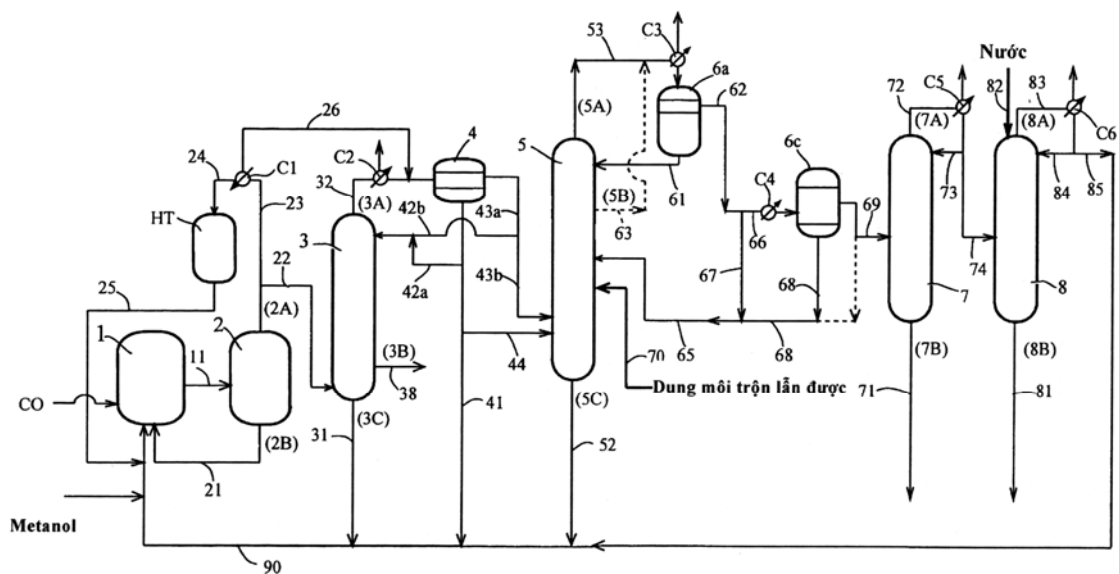 53
C3
6a
62
(5A)
Nước
82
72
C5
83
(7A)
(8A)
C6
26
4
24
C1
C2
32
(3A)
5
6c
61
HT
23
42b
43a
(5B)
63
C4
66
69
73
84
85
3
22
(2A)
42a
43b
67
68
74
25
1
2
11
(3B)
38
44
65
68
7
8
CO
(2B)
(3C)
31
41
70
(7B)
(8B)
21
(5C)
52
Dung môi trộn lẫn được
71
81
Metanol
90